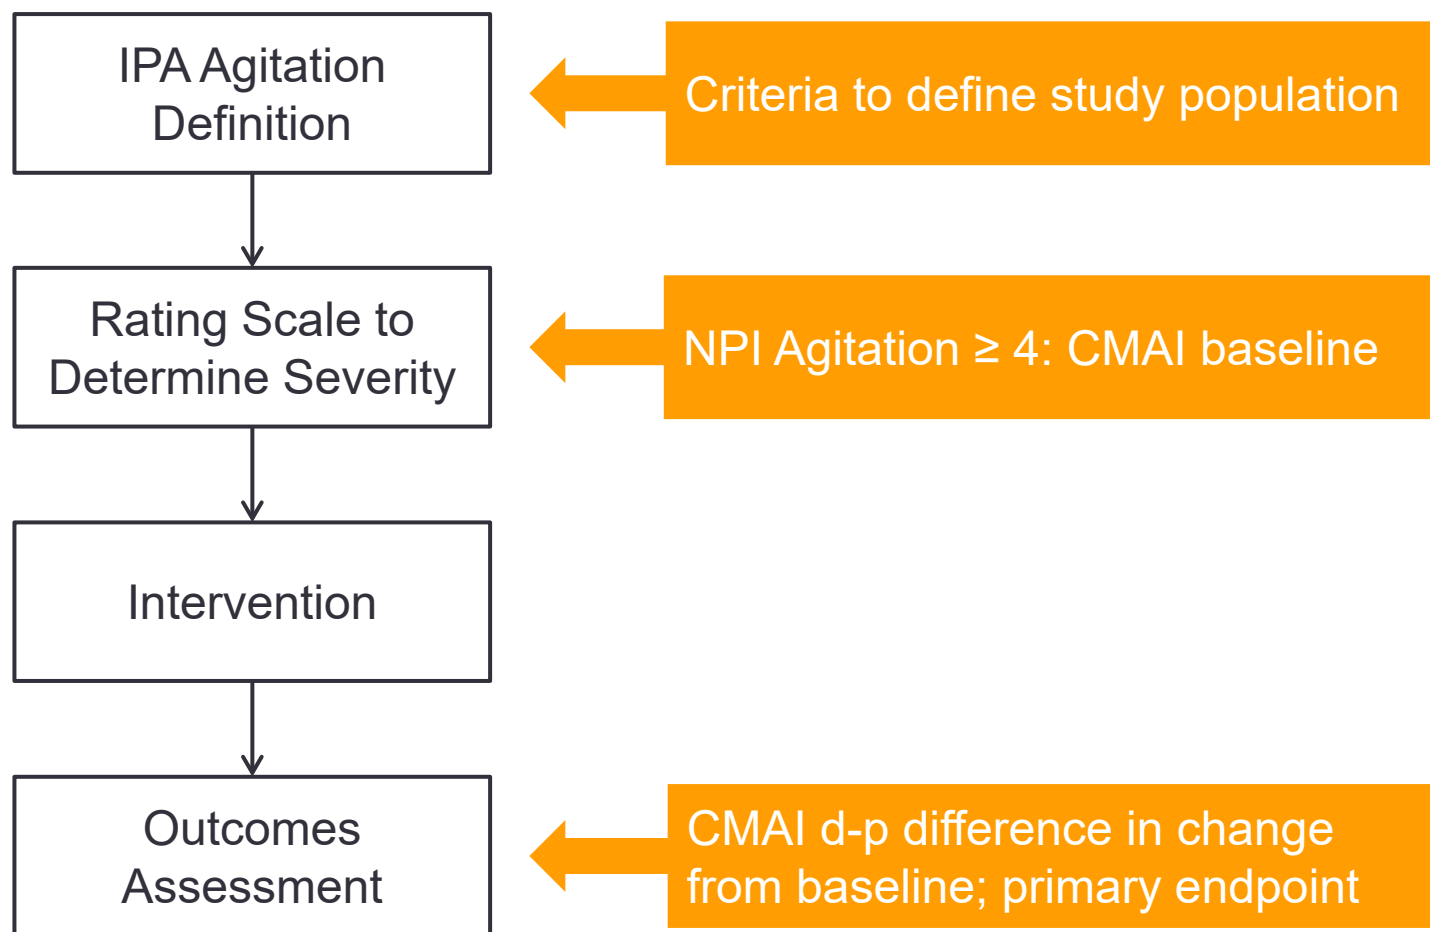 IPA Agitation
Definition
Criteria to define study population
Rating Scale to
Determine Severity
NPI Agitation ≥ 4: CMAI baseline
Intervention
Outcomes
Assessment
CMAI d-p difference in change
from baseline; primary endpoint